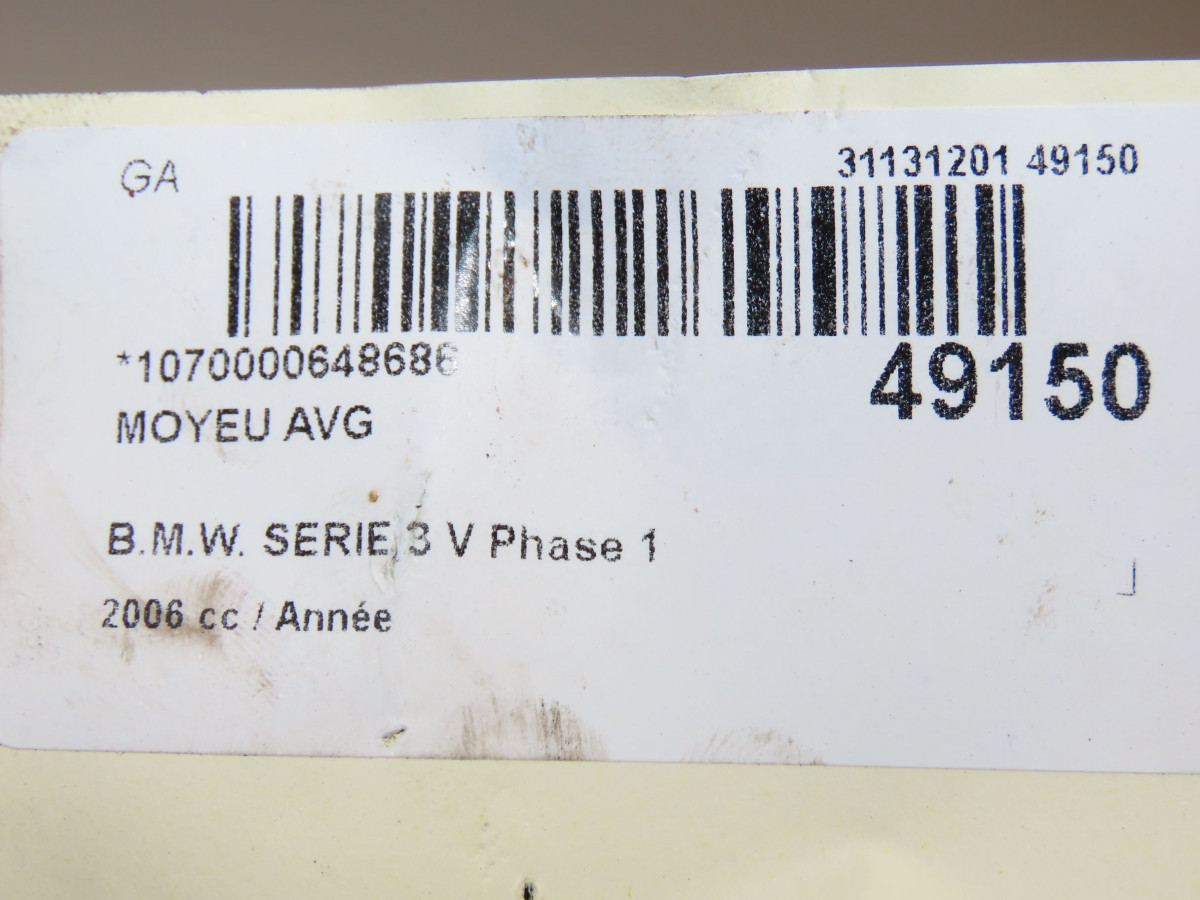 GA
31131201 49150
*1070000648686
49150
MOYEU AVG
B.M.W. SERIE 3 V Phase 1
2006 cc / Année